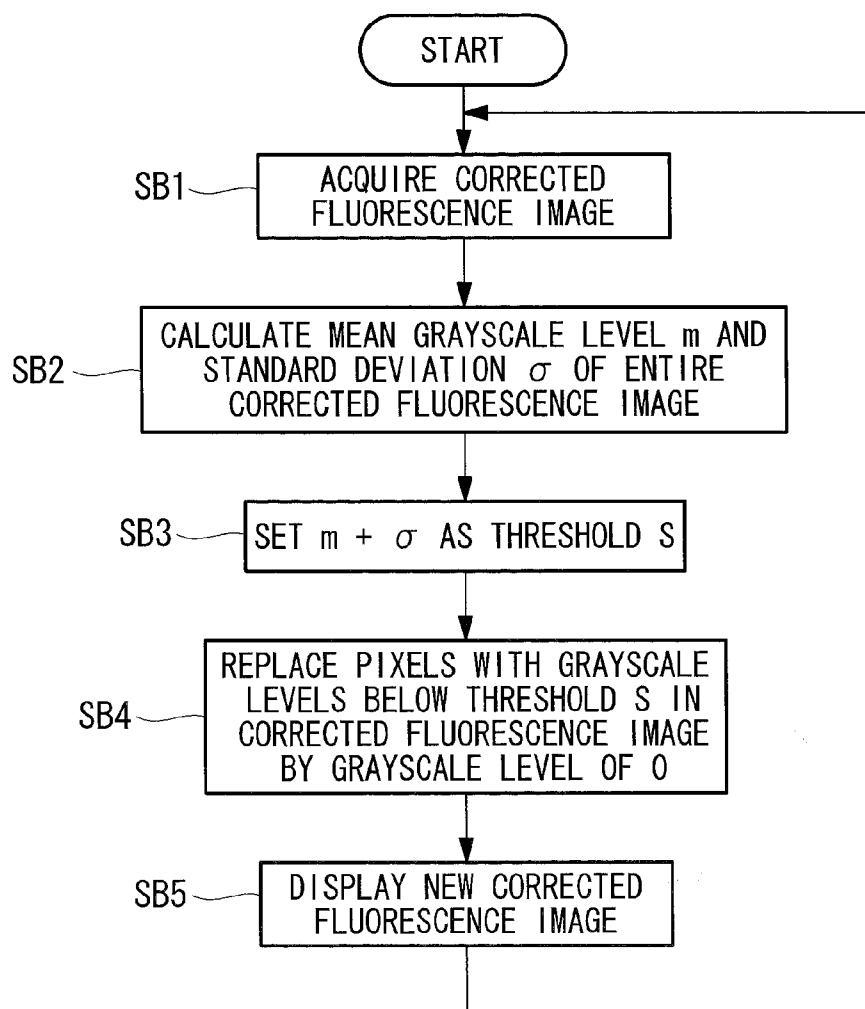 START
SB1
ACQUIRE CORRECTED
FLUORESCENCE IMAGE
SB2
CALCULATE MEAN GRAYSCALE LEVEL m AND
STANDARD DEVIATION σ OF ENTIRE
CORRECTED FLUORESCENCE IMAGE
SB3
SET m + σ AS THRESHOLD S
SB4
REPLACE PIXELS WITH GRAYSCALE
LEVELS BELOW THRESHOLD S IN
CORRECTED FLUORESCENCE IMAGE
BY GRAYSCALE LEVEL OF 0
SB5
DISPLAY NEW CORRECTED
FLUORESCENCE IMAGE